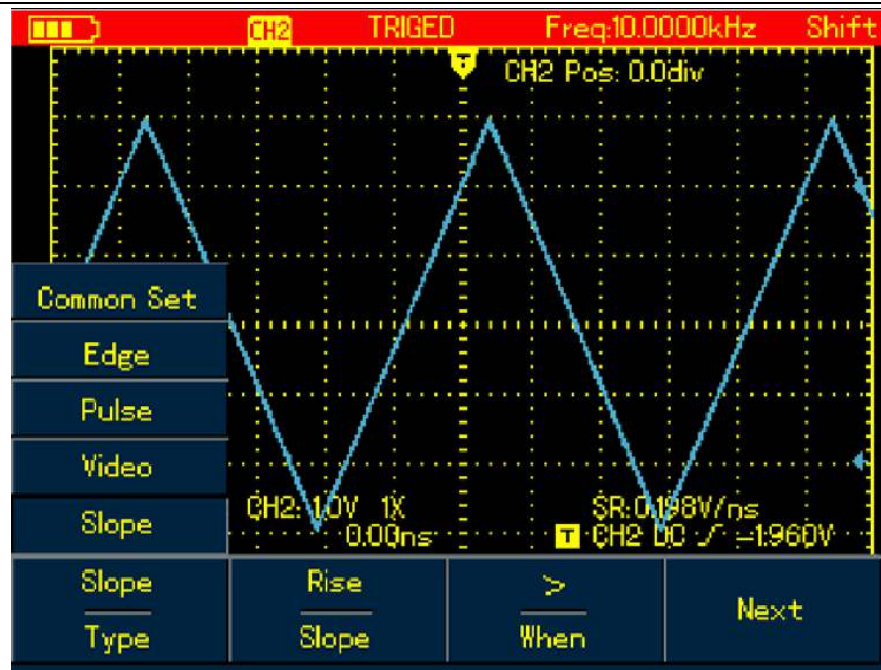 CH2 TRIGED Freq:10.0000kHz Shift
T
CH2 Pos: 0.0div
Common Set
Edge
Pulse
Video
Slope
CH2: 1.0V 1X SR:0.198V/ns
0.00ns T CH2 DC -1.960V
Slope Rise > Next
Type Slope When